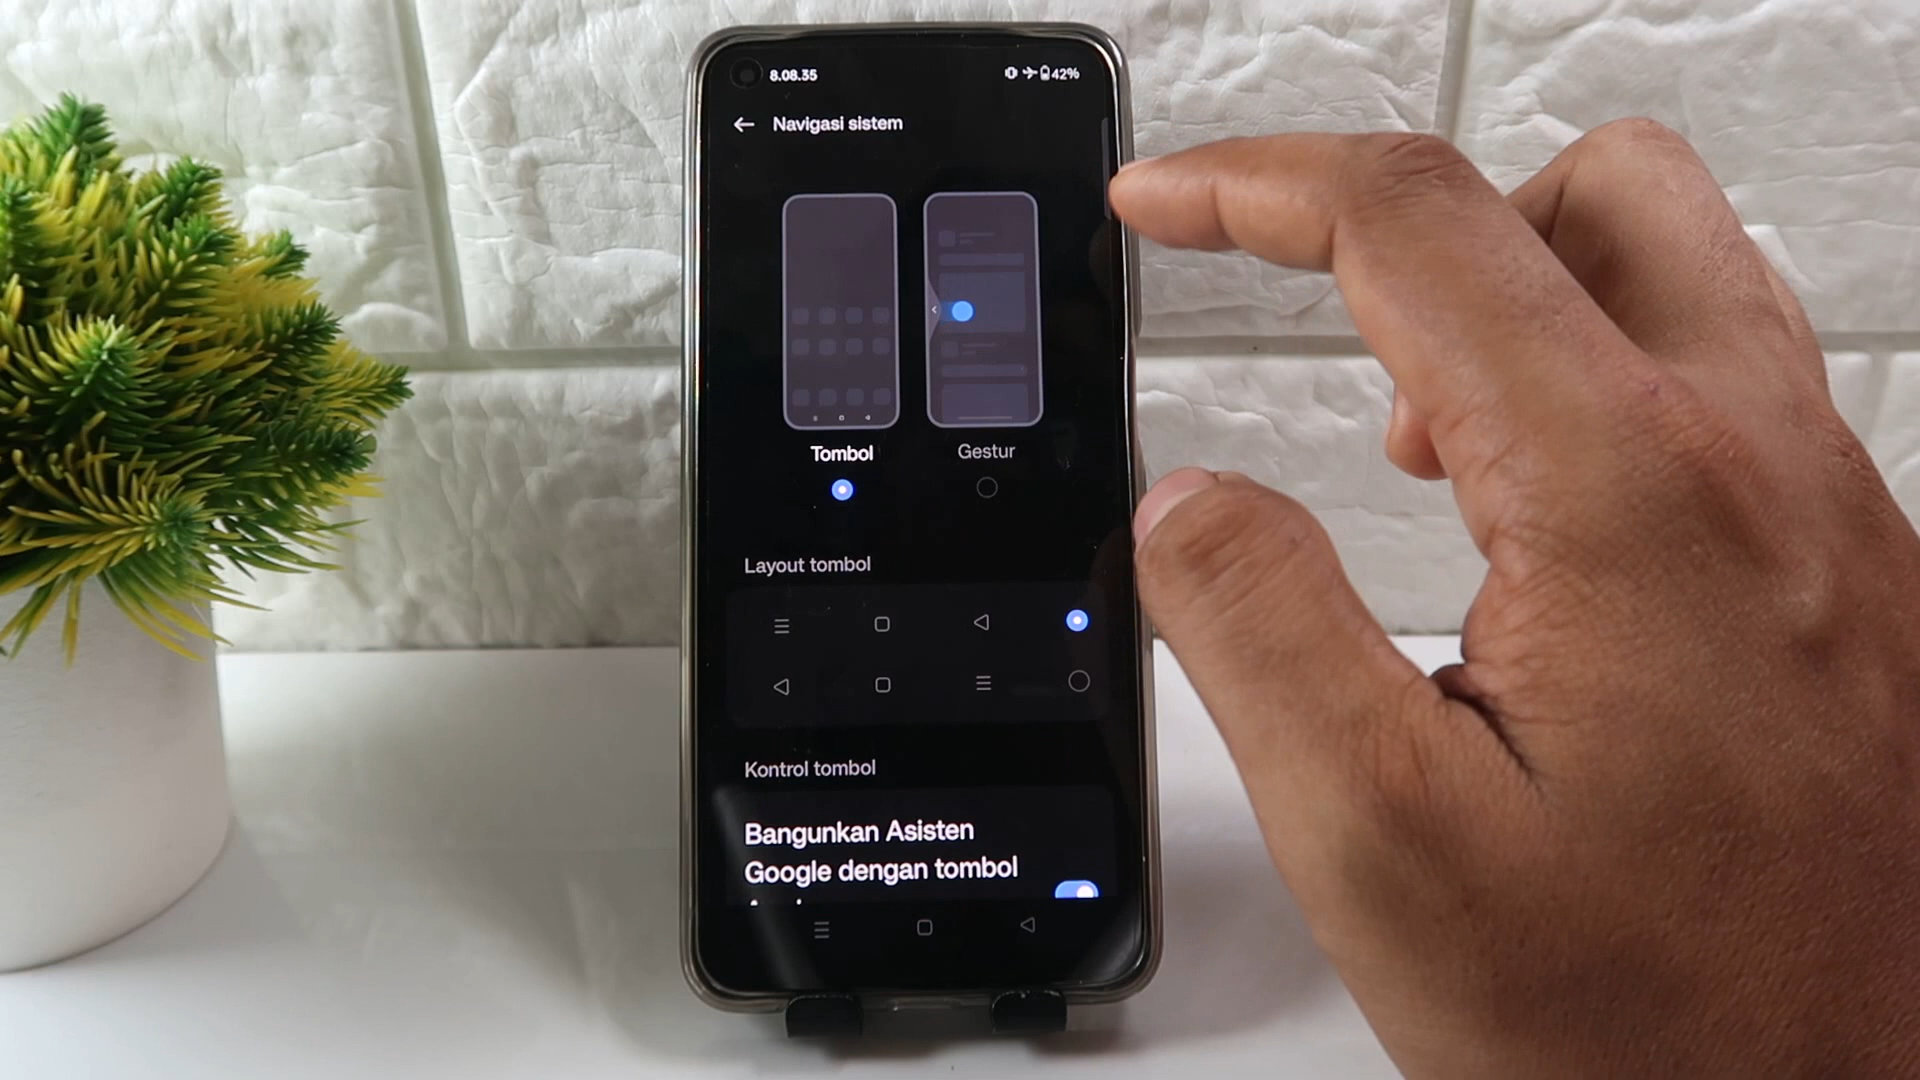 8.08.35
42%
Navigasi sistem
Tombol
Gestur
Layout tombol
Kontrol tombol
Bangunkan Asisten
Google dengan tombol